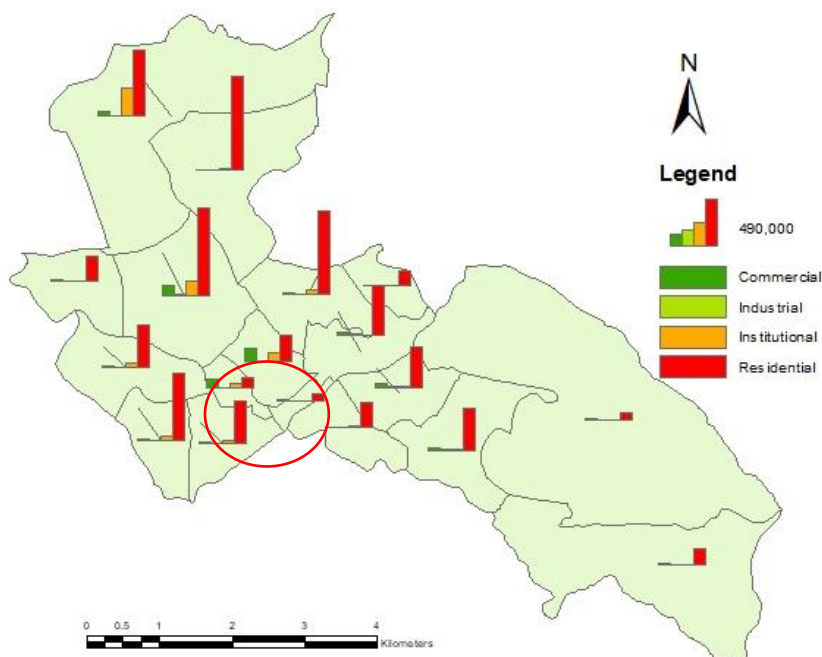 N
Legend
490,000
Commercial
Industrial
Institutional
Residential
0 0.5 1 2 3 4
Kilometers